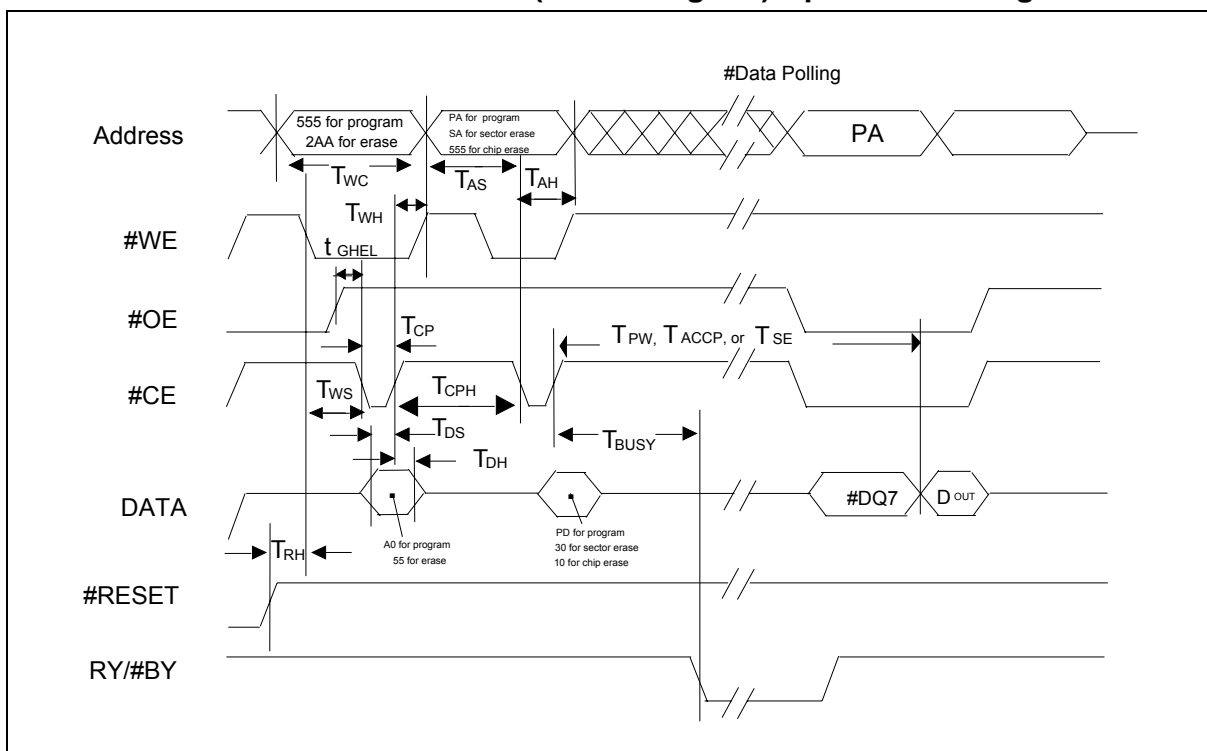 #Data Polling
Address
555 for program
2AA for erase
PA for program
SA for sector erase
555 for chip erase
PA
TWC
TAS
TAH
TWH
#WE
t GHEL
#OE
TCP
TPW, TACCP, or TSE
#CE
TWS
TCPH
TDS
TBUSY
TDH
DATA
#DQ7
DOUT
A0 for program
55 for erase
PD for program
30 for sector erase
10 for chip erase
TRH
#RESET
RY/#BY